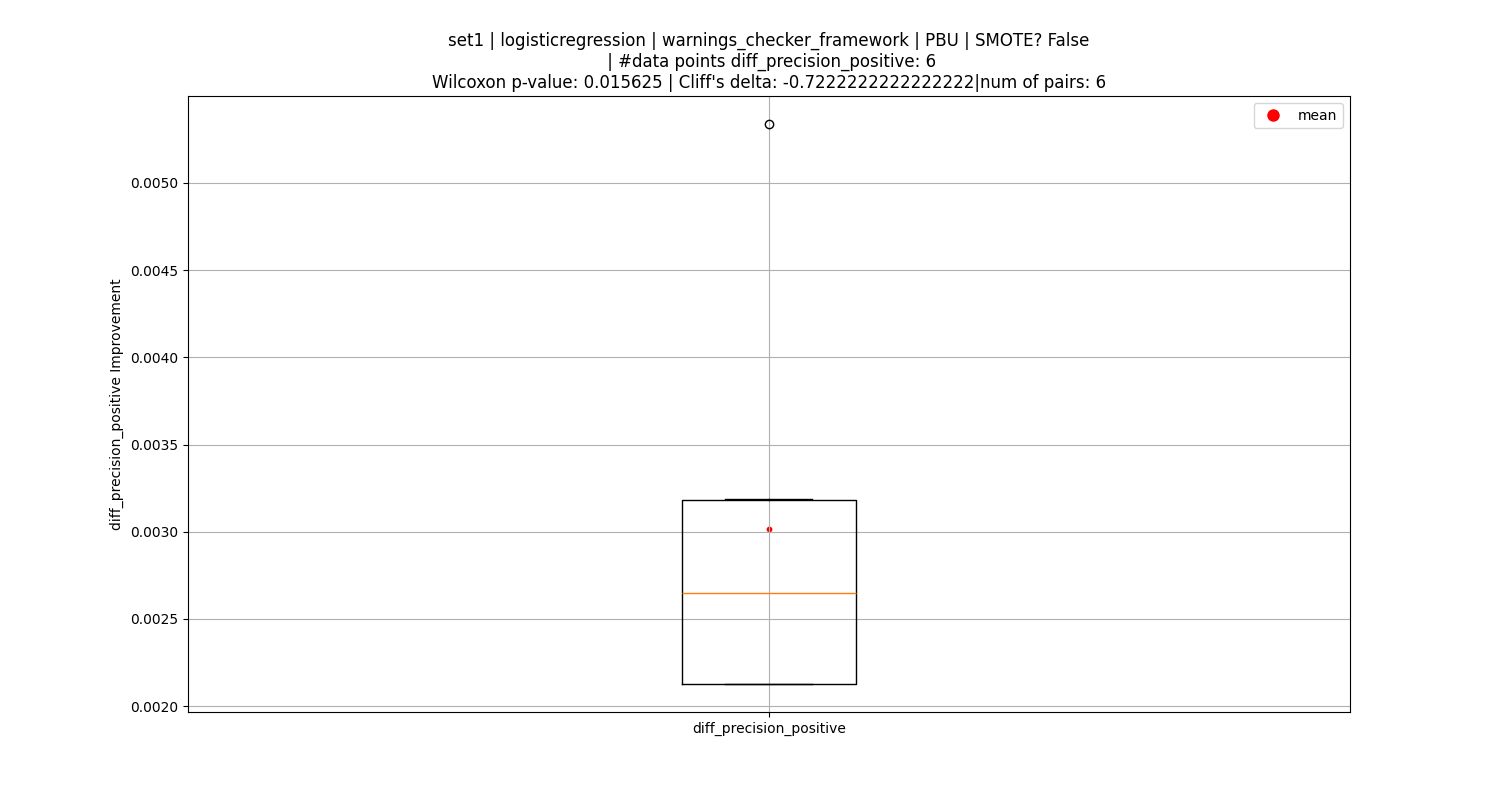 set1 | logisticregression | warnings_checker_framework | PBU | SMOTE? False
| #data points diff_precision_positive: 6
Wilcoxon p-value: 0.015625 | Cliff's delta: -0.7222222222222222|num of pairs: 6
mean
0.0050
0.0045
0.0040
0.0035
0.0030
0.0025
0.0020
diff_precision_positive Improvement
diff_precision_positive